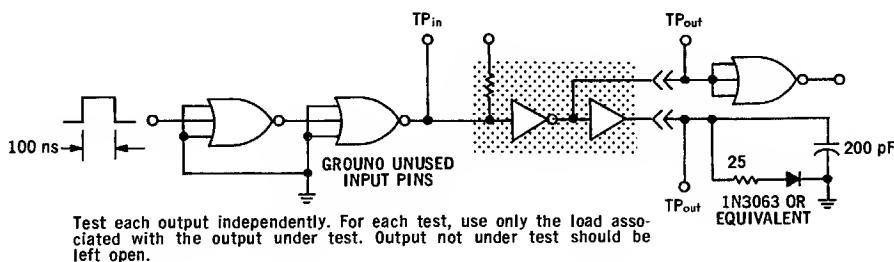 TPin
TPout
100 ns
GROUNO UNUSED
INPUT PINS
200 pF
25
1N3063 OR
EQUIVALENT
TPout
Test each output independently. For each test, use only the load asso-
ciated with the output under test. Output not under test should be
left open.